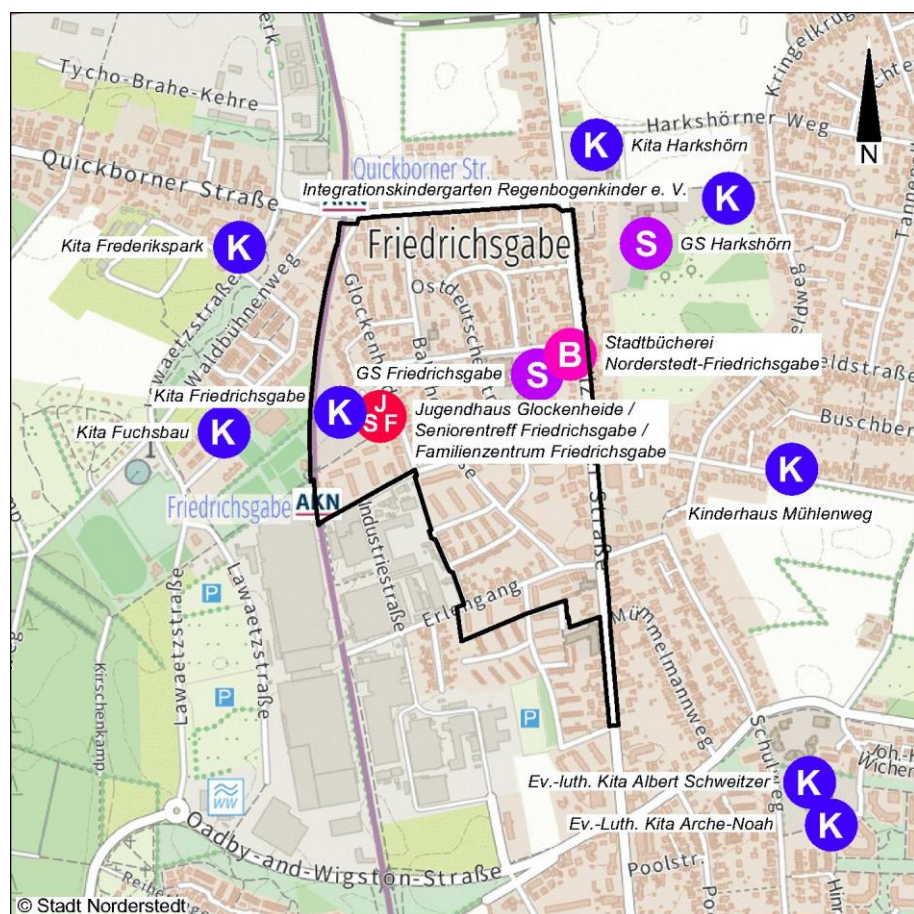 Tycho-Brahe-Kehre
Quickborner Straße
Quickborner Str.
AKN
Harkshörner Weg
Kringelkrug
K
Kita Harkshörn
N
Integrationskindergarten Regenbogenkinder e. V.
K
Kita Frederikspark
K
Friedrichsgabe
S
GS Harkshörn
Waldbühnenweg
GS Friedrichsgabe
S
B
Stadtbücherei
Norderstedt-Friedrichsgabe
Kita Friedrichsgabe
K
J
S F
Jugendhaus Glockenheide /
Seniorentreff Friedrichsgabe /
Familienzentrum Friedrichsgabe
Kita Fuchsbau
K
K
Kinderhaus Mühlenweg
Friedrichsgabe
AKN
Straße
Industriestraße
Erlengang
Mümmelmannweg
Lawaetzstraße
Lawaetzstraße
P
P
P
Kirschenkamp
Schulweg
Ev.-luth. Kita Albert Schweitzer
K
Ev.-Luth. Kita Arche-Noah
K
WW
Oadby-and-Wigston-Straße
Poolstr.
© Stadt Norderstedt